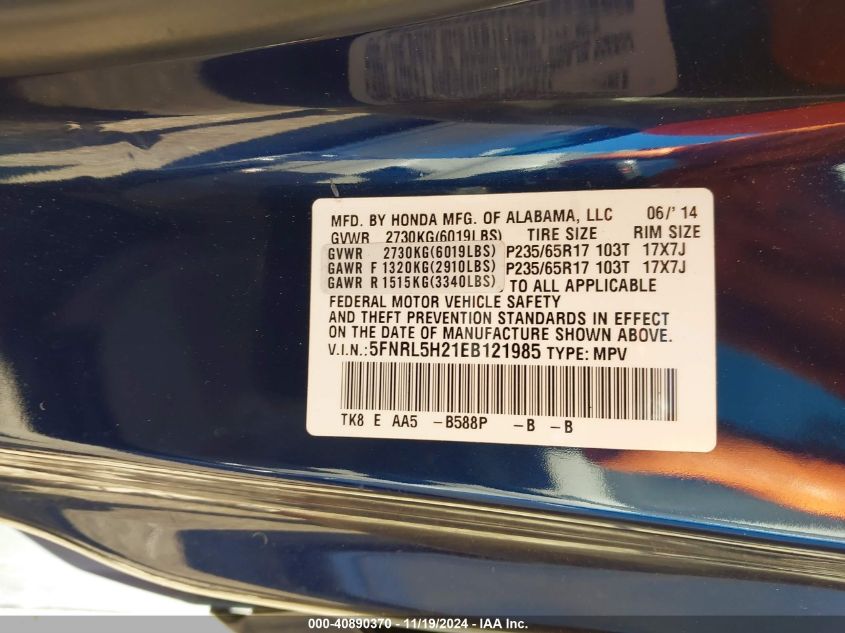 MFD. BY HONDA MFG. OF ALABAMA, LLC 06/' 14
GVWR 2730KG(6019LBS) TIRE SIZE RIM SIZE
GVWR 2730KG(6019LBS) P235/65R17 103T 17X7J
GAWR F 1320KG(2910LBS) P235/65R17 103T 17X7J
GAWR R 1515KG(3340LBS) TO ALL APPLICABLE
FEDERAL MOTOR VEHICLE SAFETY
AND THEFT PREVENTION STANDARDS IN EFFECT
ON THE DATE OF MANUFACTURE SHOWN ABOVE.
V.I.N.: 5FNRL5H21EB121985 TYPE: MPV
TK8 E AA5 -B588P -B -B
000-40890370 - 11/19/2024 - IAA Inc.